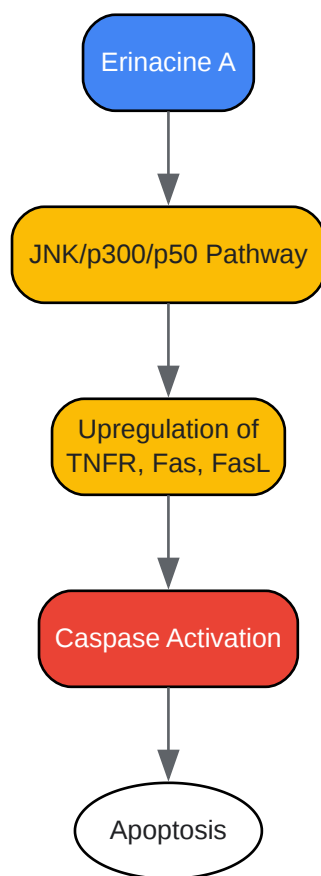 Erinacine A
JNK/p300/p50 Pathway
Upregulation of
TNFR, Fas, FasL
Caspase Activation
Apoptosis